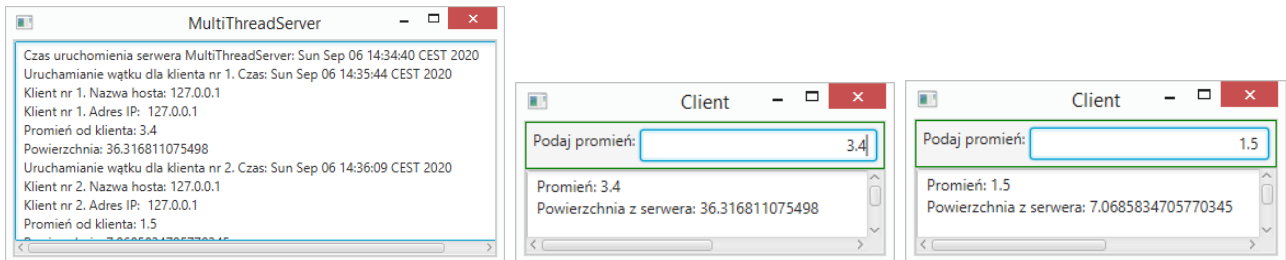 MultiThreadServer
Czas uruchomienia serwera MultiThreadServer: Sun Sep 06 14:34:40 CEST 2020
Uruchamianie wątku dla klienta nr 1. Czas: Sun Sep 06 14:35:44 CEST 2020
Klient nr 1. Nazwa hosta: 127.0.0.1
Klient nr 1. Adres IP:  127.0.0.1
Promień od klienta: 3.4
Powierzchnia: 36.316811075498
Uruchamianie wątku dla klienta nr 2. Czas: Sun Sep 06 14:36:09 CEST 2020
Klient nr 2. Nazwa hosta: 127.0.0.1
Klient nr 2. Adres IP:  127.0.0.1
Promień od klienta: 1.5
Client
Podaj promień: 3.4
Promień: 3.4
Powierzchnia z serwera: 36.316811075498
Client
Podaj promień: 1.5
Promień: 1.5
Powierzchnia z serwera: 7.0685834705770345